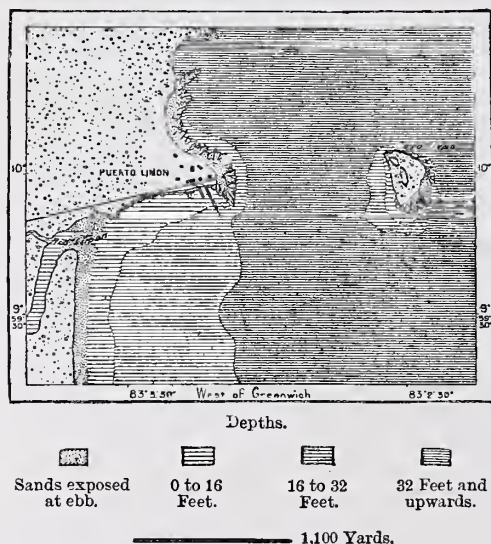 10°
PUERTO LIMON
10°
9°
59'
30"
9°
59'
30"
83°3'30" West of Greenwich 83°2'30"
Depths.
Sands exposed at ebb.
0 to 16 Feet.
16 to 32 Feet.
32 Feet and upwards.
1,100 Yards.